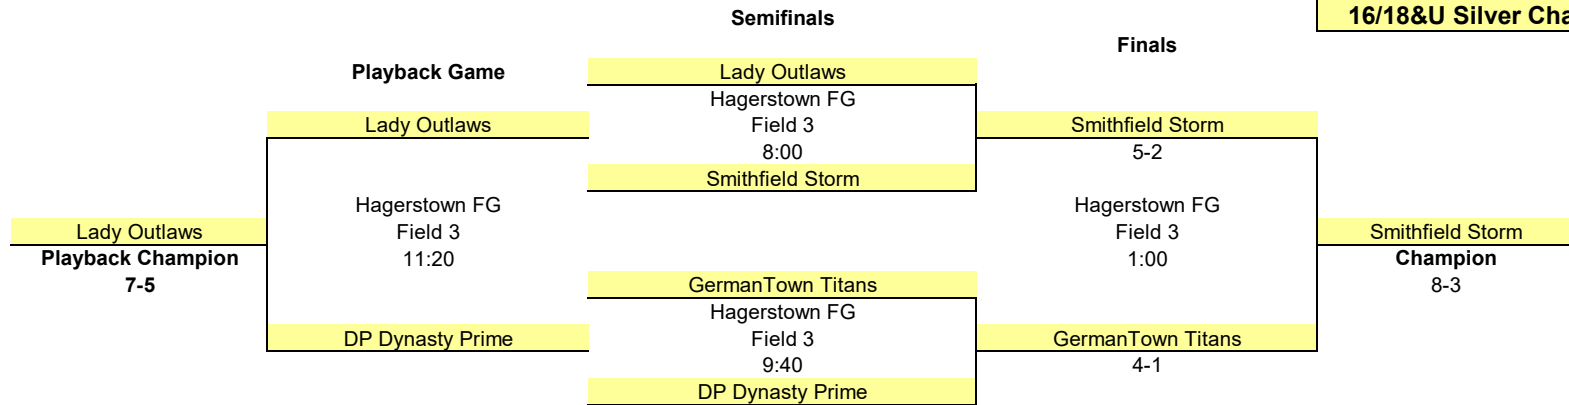 Semifinals
16/18&U Silver Cha
Finals
Playback Game
Lady Outlaws
Hagerstown FG
Lady Outlaws
Field 3
Smithfield Storm
8:00
5-2
Smithfield Storm
Hagerstown FG
Hagerstown FG
Lady Outlaws
Field 3
Field 3
Smithfield Storm
Playback Champion
11:20
1:00
Champion
7-5
GermanTown Titans
8-3
Hagerstown FG
DP Dynasty Prime
Field 3
GermanTown Titans
9:40
4-1
DP Dynasty Prime